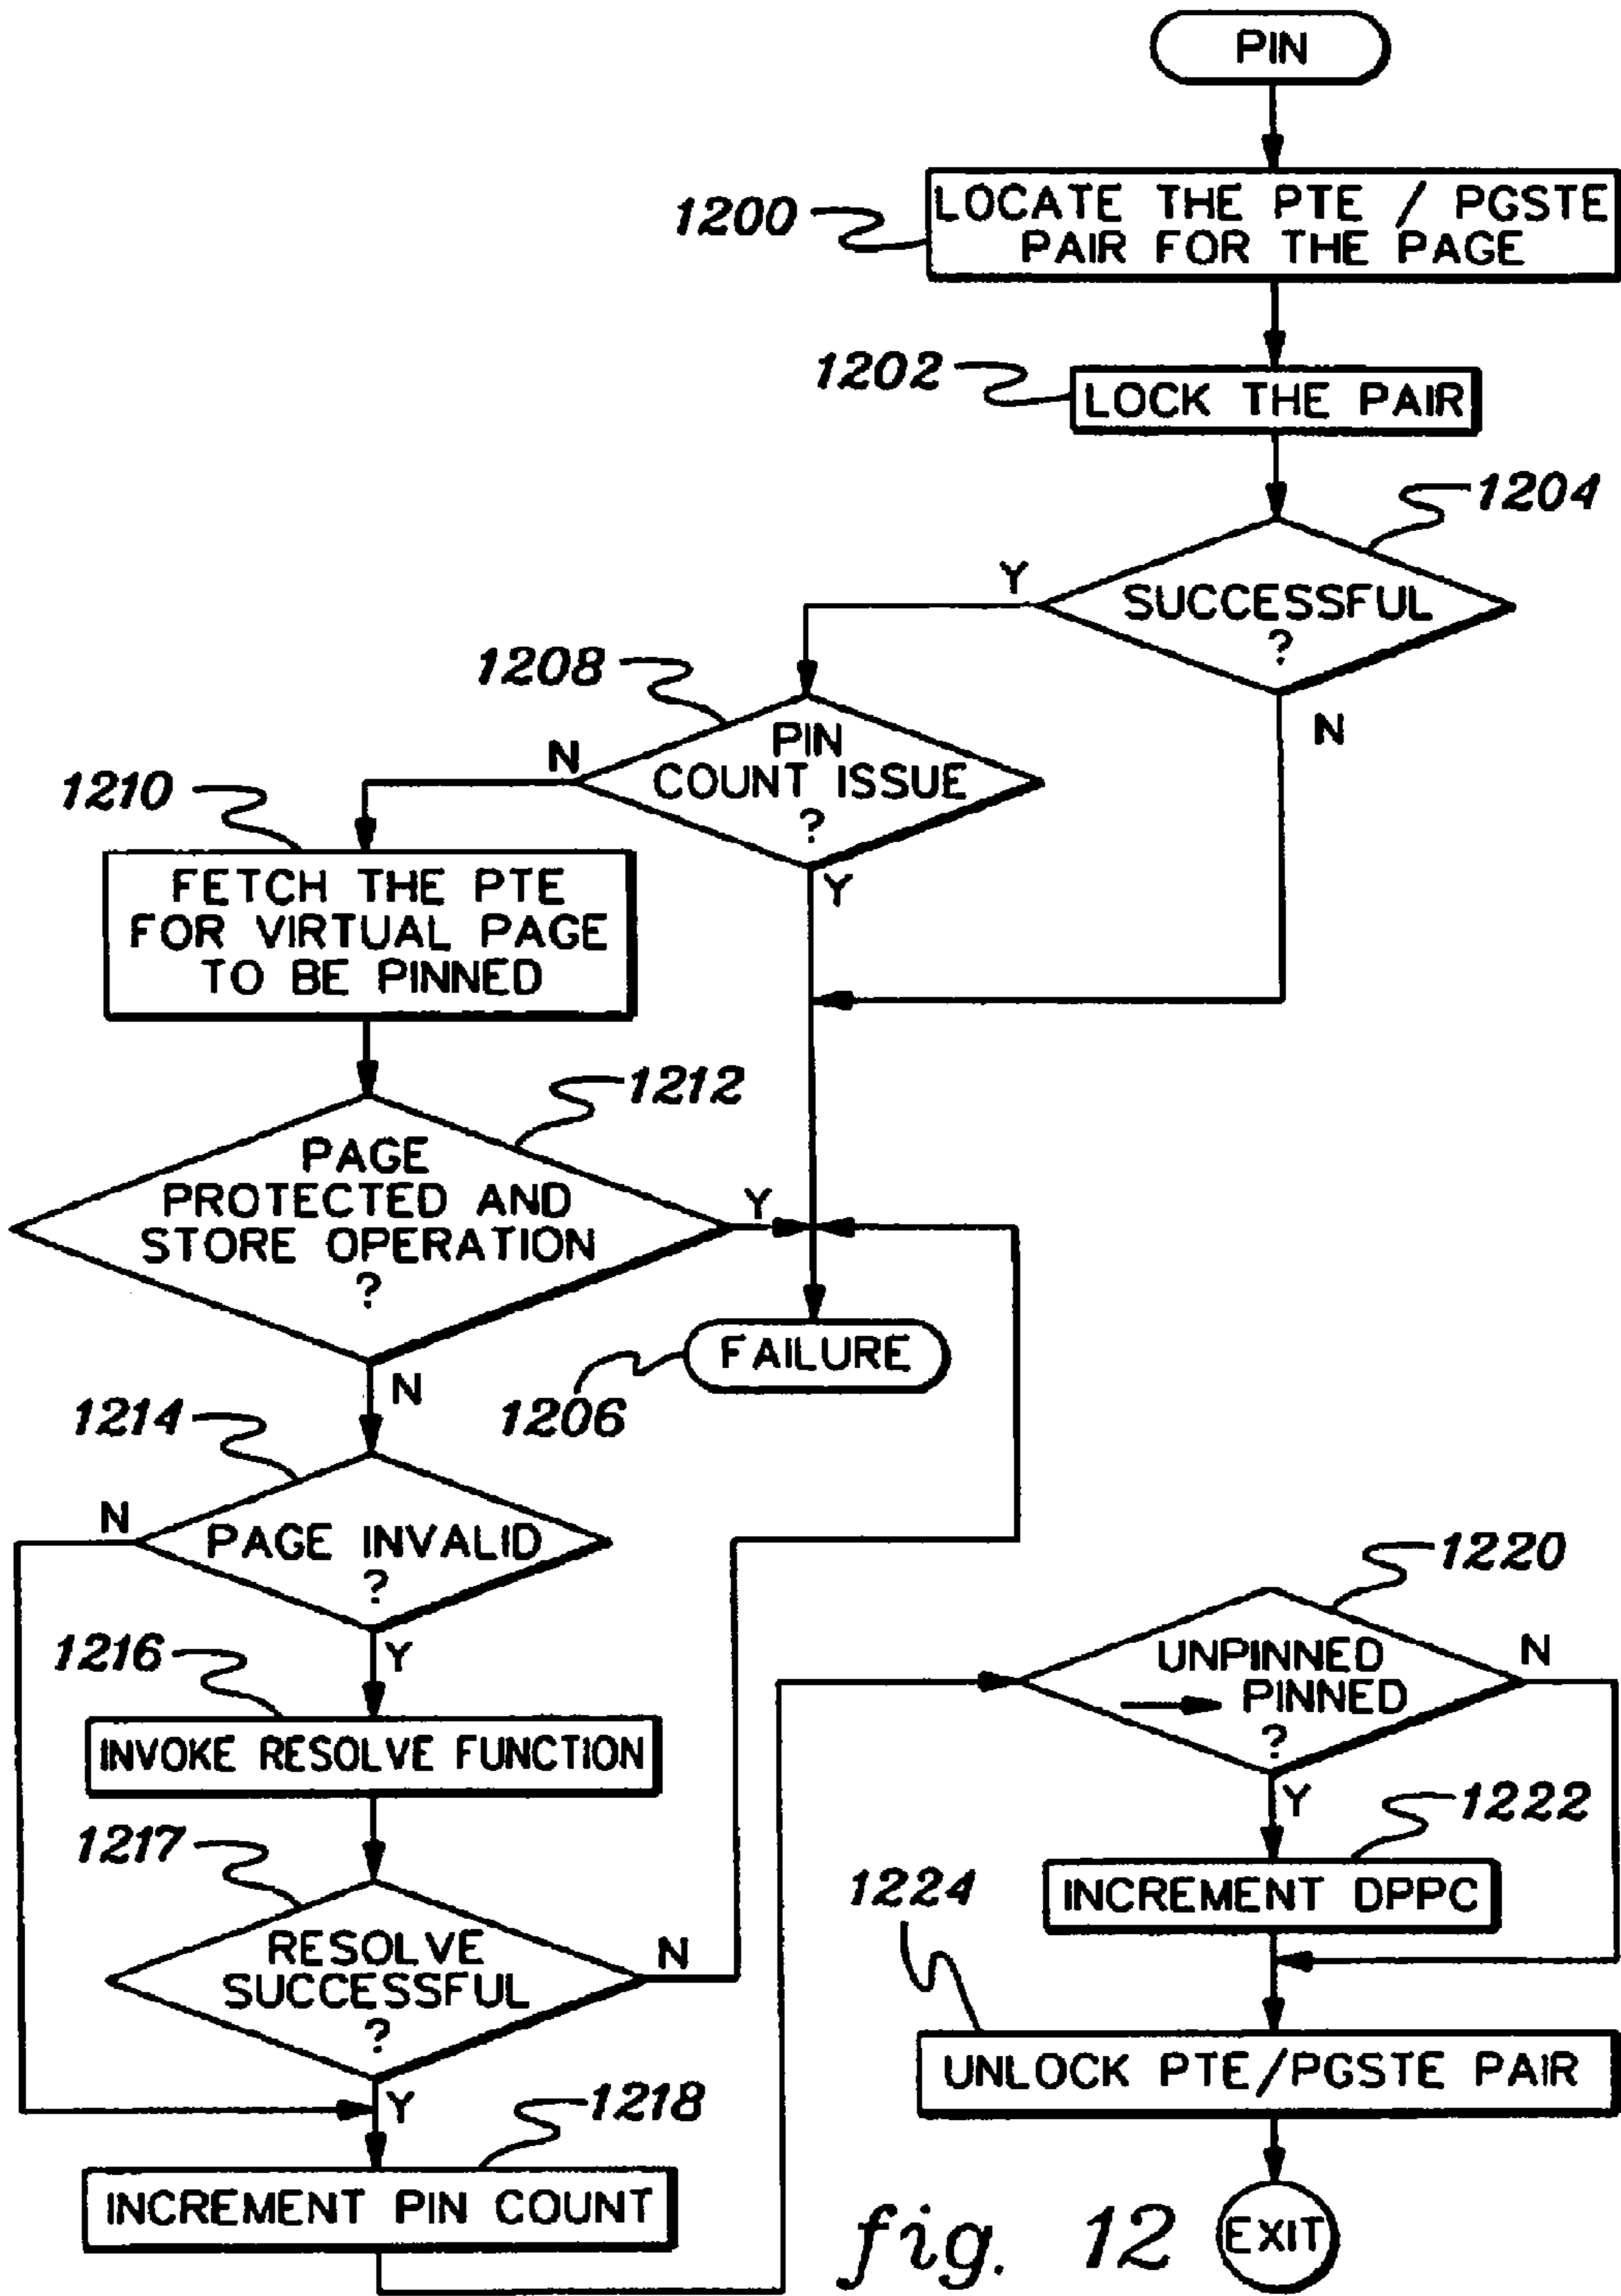 PIN
1200
LOCATE THE PTE / PGSTE
PAIR FOR THE PAGE
1202
LOCK THE PAIR
1204
SUCCESSFUL
?
Y
N
1208
PIN
COUNT ISSUE
?
N
Y
1210
FETCH THE PTE
FOR VIRTUAL PAGE
TO BE PINNED
1212
PAGE
PROTECTED AND
STORE OPERATION
?
Y
N
FAILURE
1206
1214
PAGE INVALID
?
N
Y
1216
INVOKE RESOLVE FUNCTION
1217
RESOLVE
SUCCESSFUL
?
N
Y
1218
INCREMENT PIN COUNT
1220
UNPINNED
→ PINNED
?
N
Y
1222
INCREMENT DPPC
1224
UNLOCK PTE/PGSTE PAIR
EXIT
fig. 12